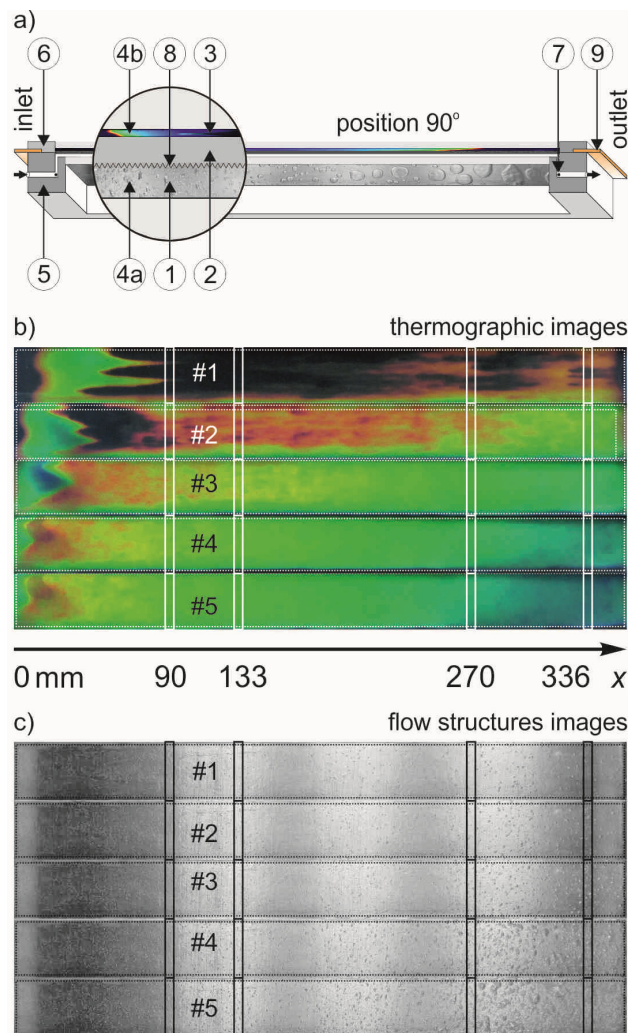 a)
6 4b 8 3 7 9
inlet
position 90°
outlet
5 4a 1 2
b) thermographic images
#1
#2
#3
#4
#5
0 mm 90 133 270 336 x
c) flow structures images
#1
#2
#3
#4
#5